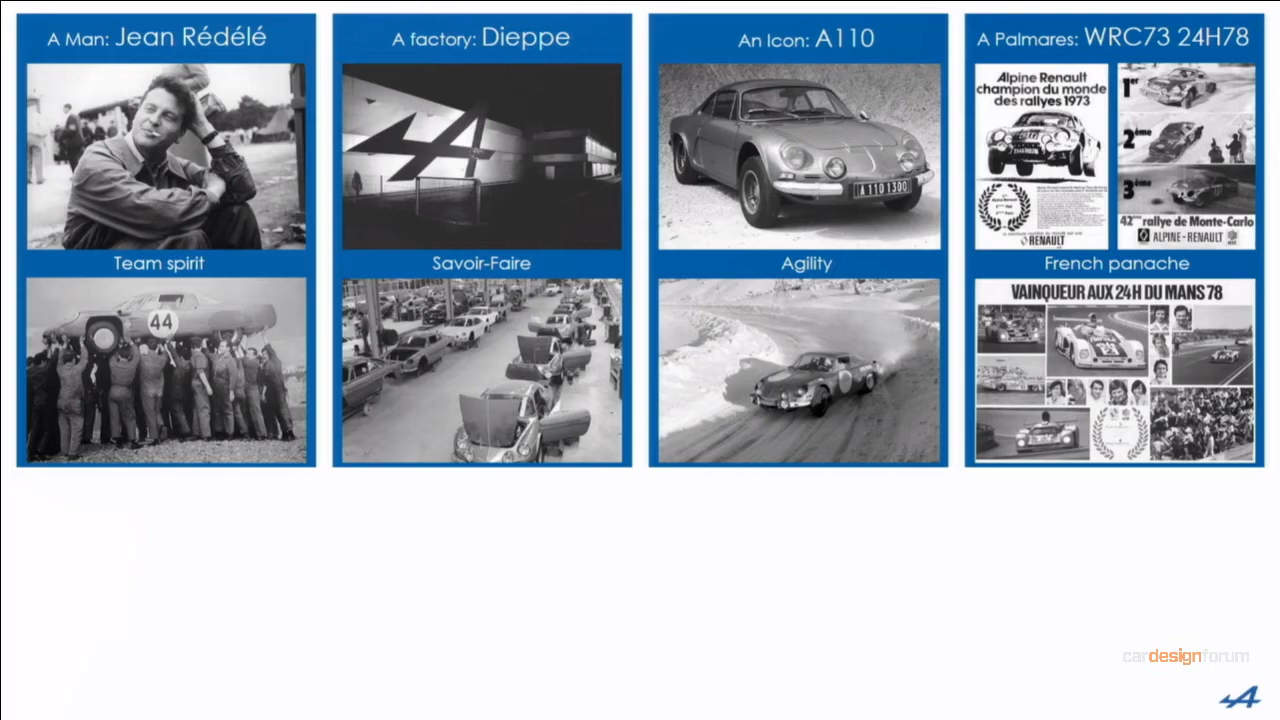 A Man: Jean Rédélé
Team spirit
44
A factory: Dieppe
Savoir-Faire
An Icon: A110
A 110 1300
Agility
A Palmares: WRC73 24H78
Alpine Renault
champion du monde
des rallyes 1973
RENAULT
1er
2ème
3ème
42ème rallye de Monte-Carlo
ALPINE-RENAULT
French panache
VAINQUEUR AUX 24H DU MANS 78
cardesignforum